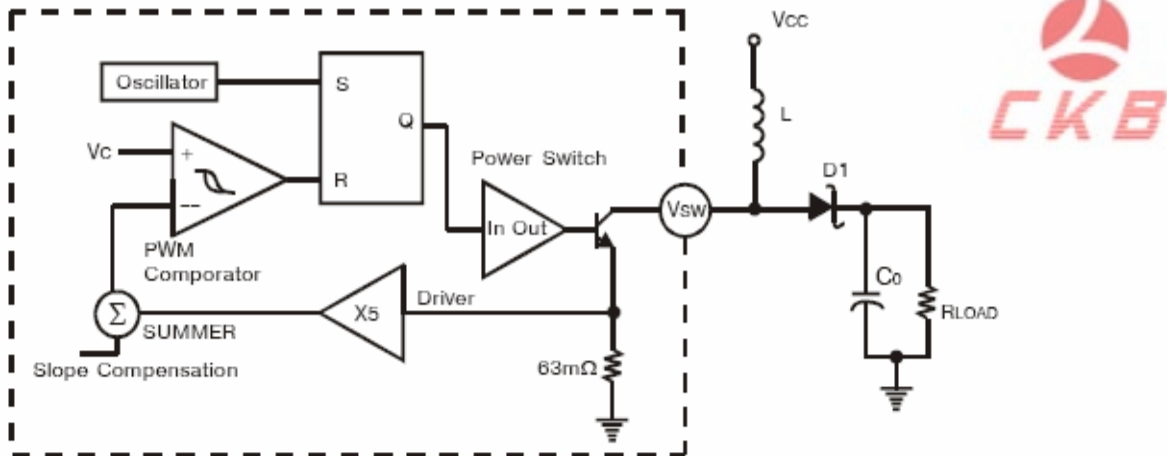 Vcc
CKB
Oscillator
S
L
Q
Vc
+
Power Switch
D1
R
--
In Out
Vsw
PWM
Comporator
Co
X5
Driver
RLOAD
Σ
SUMMER
63mΩ
Slope Compensation